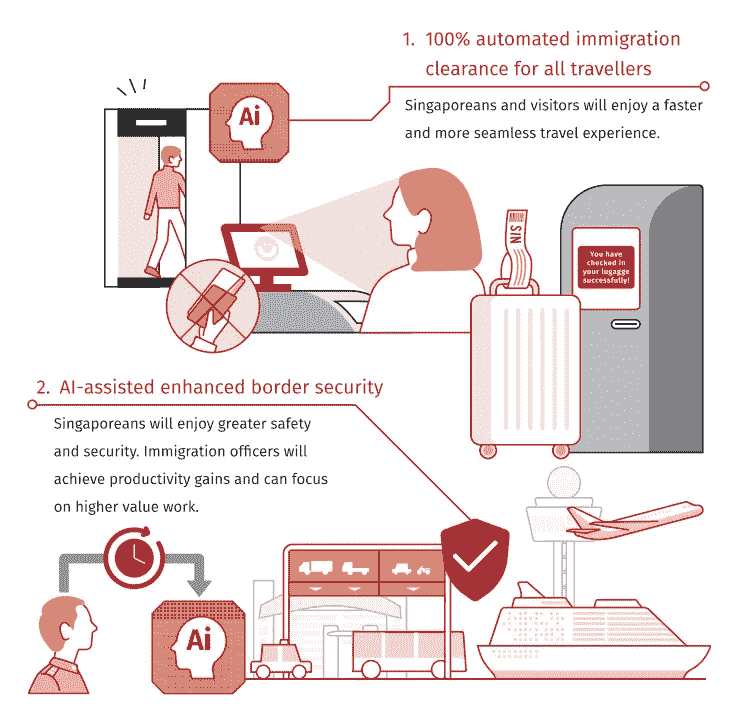 1. 100% automated immigration
clearance for all travellers
Singaporeans and visitors will enjoy a faster
and more seamless travel experience.
Ai
SIN
You have
checked in
your lugagge
successfully!
2. AI-assisted enhanced border security
Singaporeans will enjoy greater safety
and security. Immigration officers will
achieve productivity gains and can focus
on higher value work.
Ai